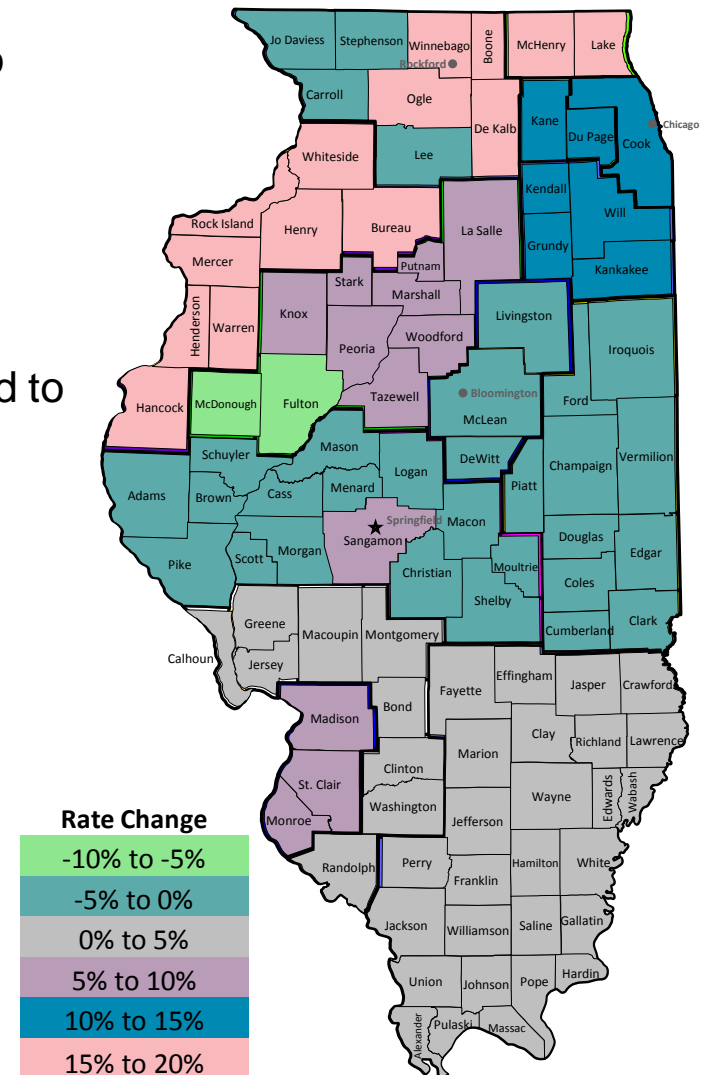 Jo Daviess
Stephenson
Winnebago
Boone
McHenry
Lake
Rockford
Carroll
Ogle
De Kalb
Kane
Du Page
Cook
Chicago
Whiteside
Lee
Kendall
Will
Rock Island
Henry
Bureau
La Salle
Grundy
Kankakee
Mercer
Putnam
Stark
Marshall
Henderson
Warren
Knox
Peoria
Woodford
Livingston
Iroquois
d to
Hancock
McDonough
Fulton
Tazewell
Bloomington
McLean
Ford
Schuyler
Mason
DeWitt
Adams
Brown
Cass
Menard
Logan
Piatt
Champaign
Vermilion
Springfield
Macon
Pike
Scott
Morgan
Sangamon
Christian
Moultrie
Douglas
Edgar
Coles
Shelby
Cumberland
Clark
Greene
Macoupin
Montgomery
Calhoun
Jersey
Fayette
Effingham
Jasper
Crawford
Madison
Bond
Clay
Richland
Lawrence
Marion
St. Clair
Clinton
Wayne
Edwards
Wabash
Monroe
Washington
Jefferson
Randolph
Perry
Hamilton
White
Franklin
Jackson
Williamson
Saline
Gallatin
Union
Johnson
Pope
Hardin
Alexander
Pulaski
Massac
Rate Change
-10% to -5%
-5% to 0%
0% to 5%
5% to 10%
10% to 15%
15% to 20%